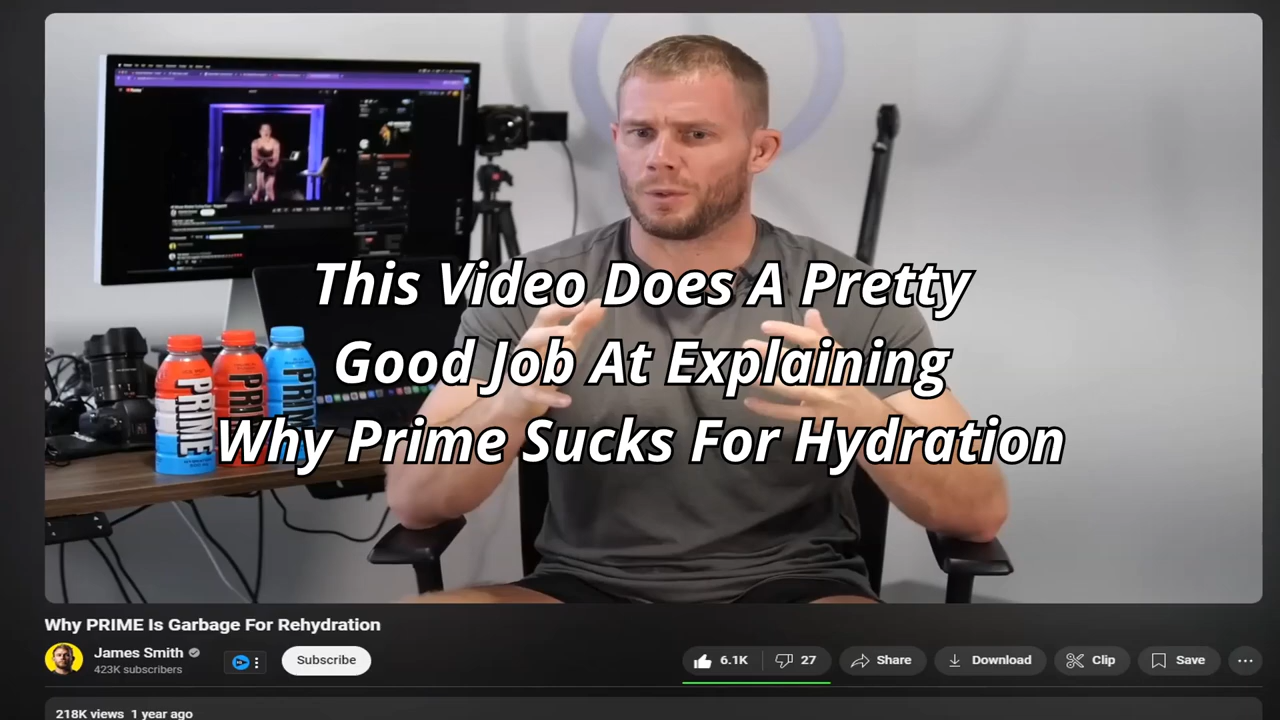 This Video Does A Pretty
Good Job At Explaining
Why Prime Sucks For Hydration
PRIME
PRIME
PRIME
Why PRIME Is Garbage For Rehydration
James Smith
423K subscribers
Subscribe
6.1K
27
Share
Download
Clip
Save
218K views 1 year ago